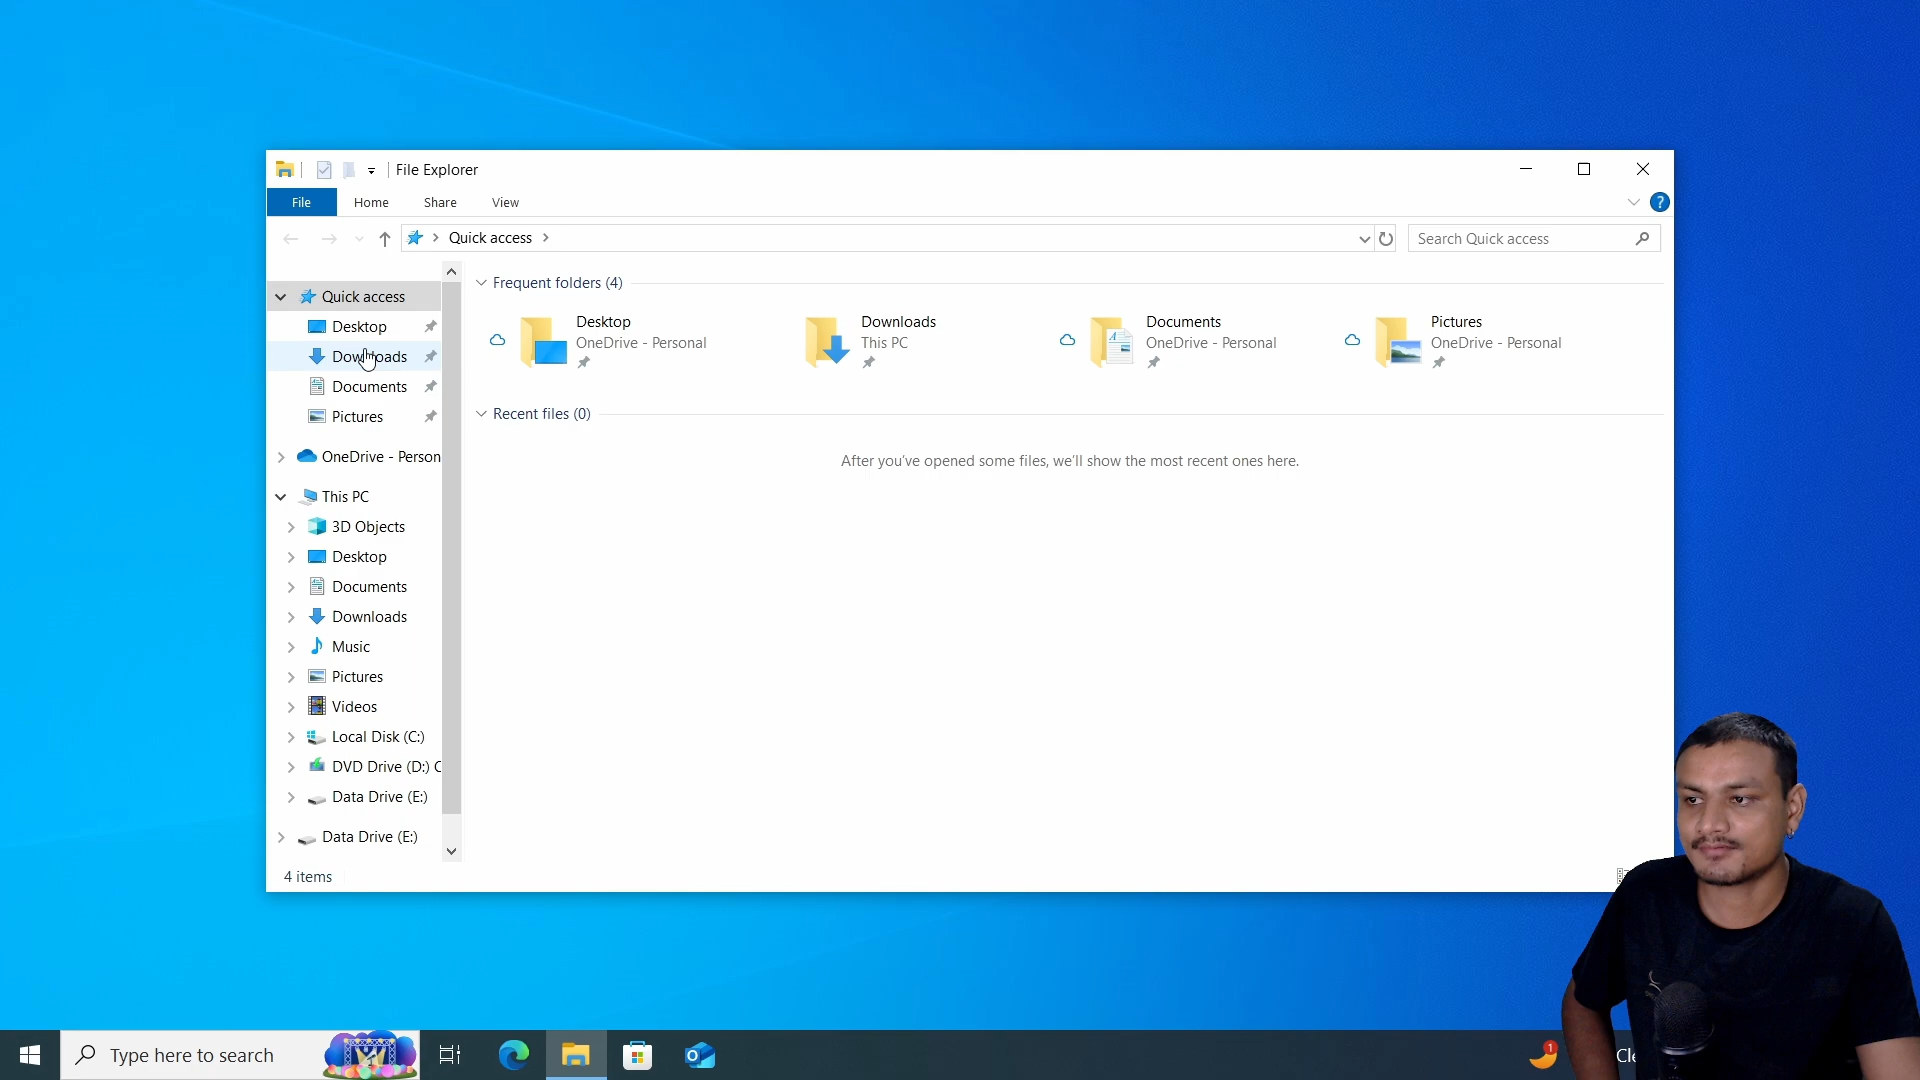 File Explorer
File Home Share View
?
Quick access
Search Quick access
Quick access
Desktop
Downloads
Documents
Pictures
OneDrive - Person
This PC
3D Objects
Desktop
Documents
Downloads
Music
Pictures
Videos
Local Disk (C:)
DVD Drive (D:) C
Data Drive (E:)
Data Drive (E:)
Frequent folders (4)
Desktop
OneDrive - Personal
Downloads
This PC
Documents
OneDrive - Personal
Pictures
OneDrive - Personal
Recent files (0)
After you've opened some files, we'll show the most recent ones here.
4 items
Type here to search
1
Cle